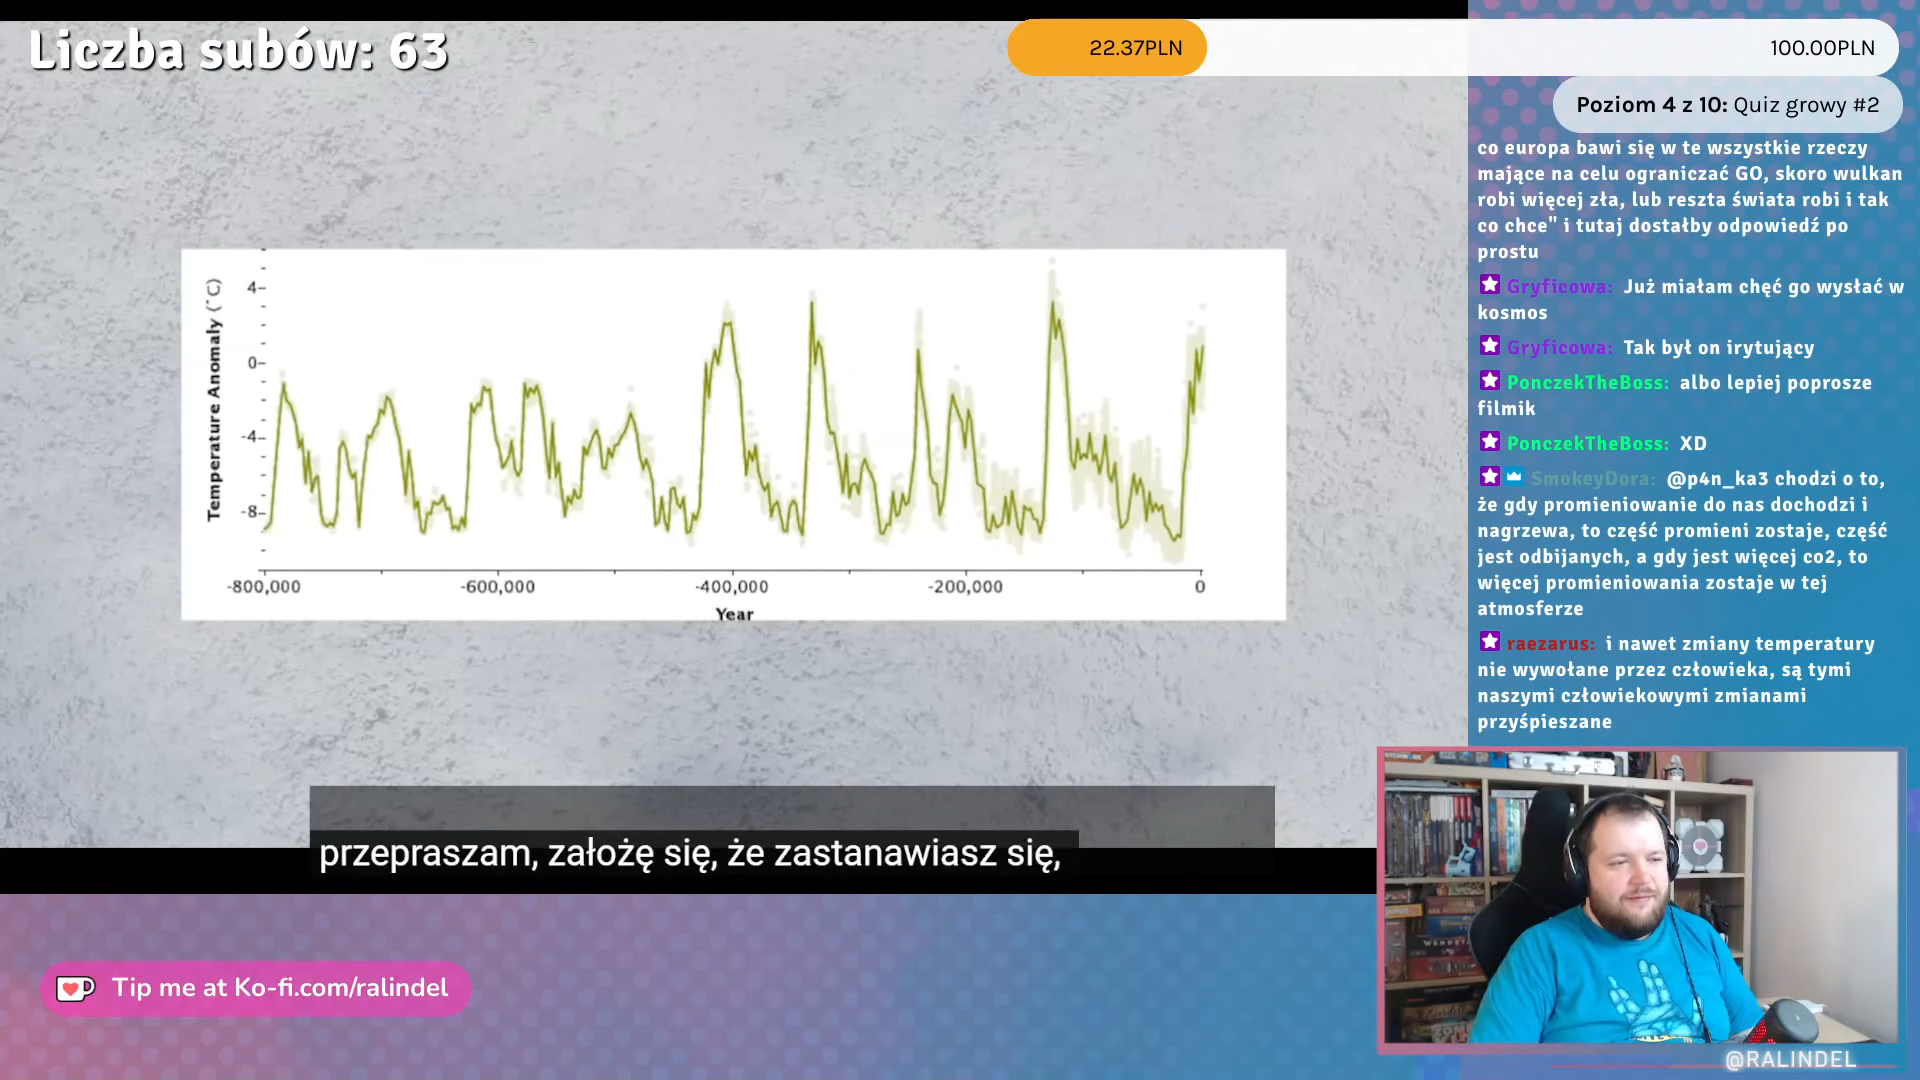 Liczba subów: 63
22.37PLN
100.00PLN
Poziom 4 z 10: Quiz growy #2
co europa bawi się w te wszystkie rzeczy
mające na celu ograniczać GO, skoro wulkan
robi więcej zła, lub reszta świata robi i tak
co chce" i tutaj dostałby odpowiedź po
prostu
Gryficowa: Już miałam chęć go wysłać w
kosmos
Gryficowa: Tak był on irytujący
PonczekTheBoss: albo lepiej poprosze
filmik
PonczekTheBoss: XD
SmokeyDora: @p4n_ka3 chodzi o to,
że gdy promieniowanie do nas dochodzi i
nagrzewa, to część promieni zostaje, część
jest odbijanych, a gdy jest więcej co2, to
więcej promieniowania zostaje w tej
atmosferze
raezarus: i nawet zmiany temperatury
nie wywołane przez człowieka, są tymi
naszymi człowiekowymi zmianami
przyśpieszane
Temperature Anomaly (°C)
4
0
-4
-8
-800,000
-600,000
-400,000
-200,000
0
Year
przepraszam, założę się, że zastanawiasz się,
Tip me at Ko-fi.com/ralindel
@RALINDEL